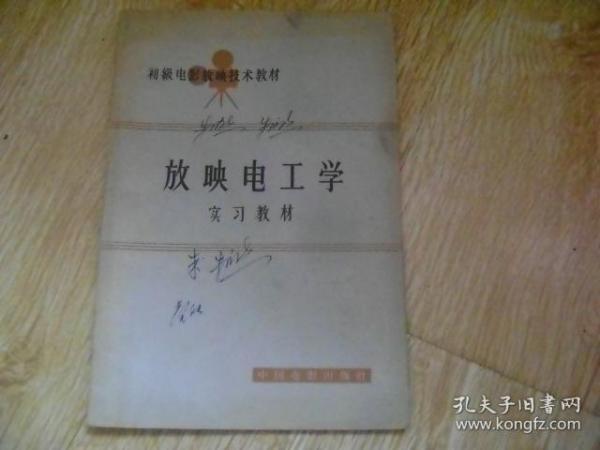 初级电影放映技术教材
放映电工学
实习教材
中国电影出版社
孔夫子旧书网
www.kongfz.com